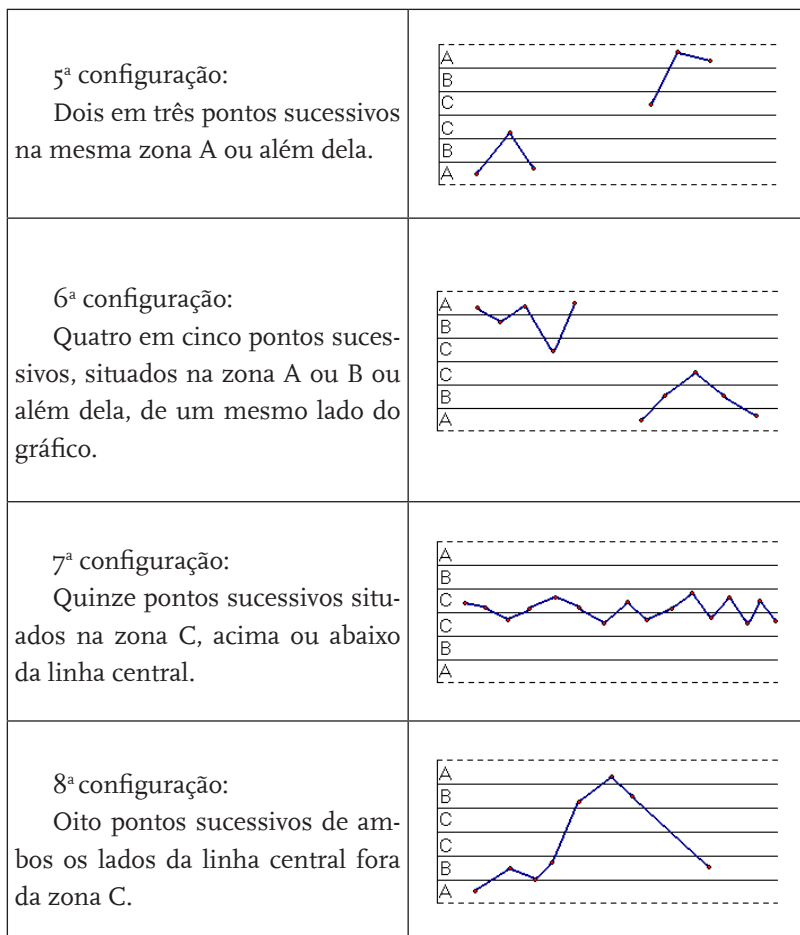 5ª configuração:
Dois em três pontos sucessivos
na mesma zona A ou além dela.
A
B
C
C
B
A
6ª configuração:
Quatro em cinco pontos suces-
sivos, situados na zona A ou B ou
além dela, de um mesmo lado do
gráfico.
A
B
C
C
B
A
7ª configuração:
Quinze pontos sucessivos situ-
ados na zona C, acima ou abaixo
da linha central.
A
B
C
C
B
A
8ª configuração:
Oito pontos sucessivos de am-
bos os lados da linha central fora
da zona C.
A
B
C
C
B
A